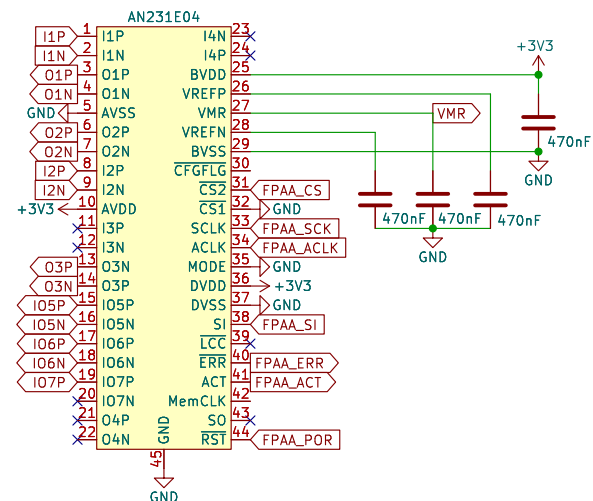 AN231E04
I1P 1 I1P I4N 23
I1N 2 I1N I4P 24
O1P 3 O1P BVDD 25 +3V3
O1N 4 O1N VREFP 26
GND 5 AVSS VMR 27 VMR
O2P 6 O2P VREFN 28
O2N 7 O2N BVSS 29 470nF
I2P 8 I2P CFGFLG 30 GND
I2N 9 I2N CS2 31 FPAA_CS
+3V3 10 AVDD CS1 32 GND 470nF 470nF 470nF
11 I3P SCLK 33 FPAA_SCK
12 I3N ACLK 34 FPAA_ACLK GND
O3P 13 O3N MODE 35 GND
O3N 14 O3P DVDD 36 +3V3
IO5P 15 IO5P DVSS 37 GND
IO5N 16 IO5N SI 38 FPAA_SI
IO6P 17 IO6P LCC 39
IO6N 18 IO6N ERR 40 FPAA_ERR
IO7P 19 IO7P ACT 41 FPAA_ACT
20 IO7N MemCLK 42
21 O4P SO 43
22 O4N GND RST 44 FPAA_POR
45
GND